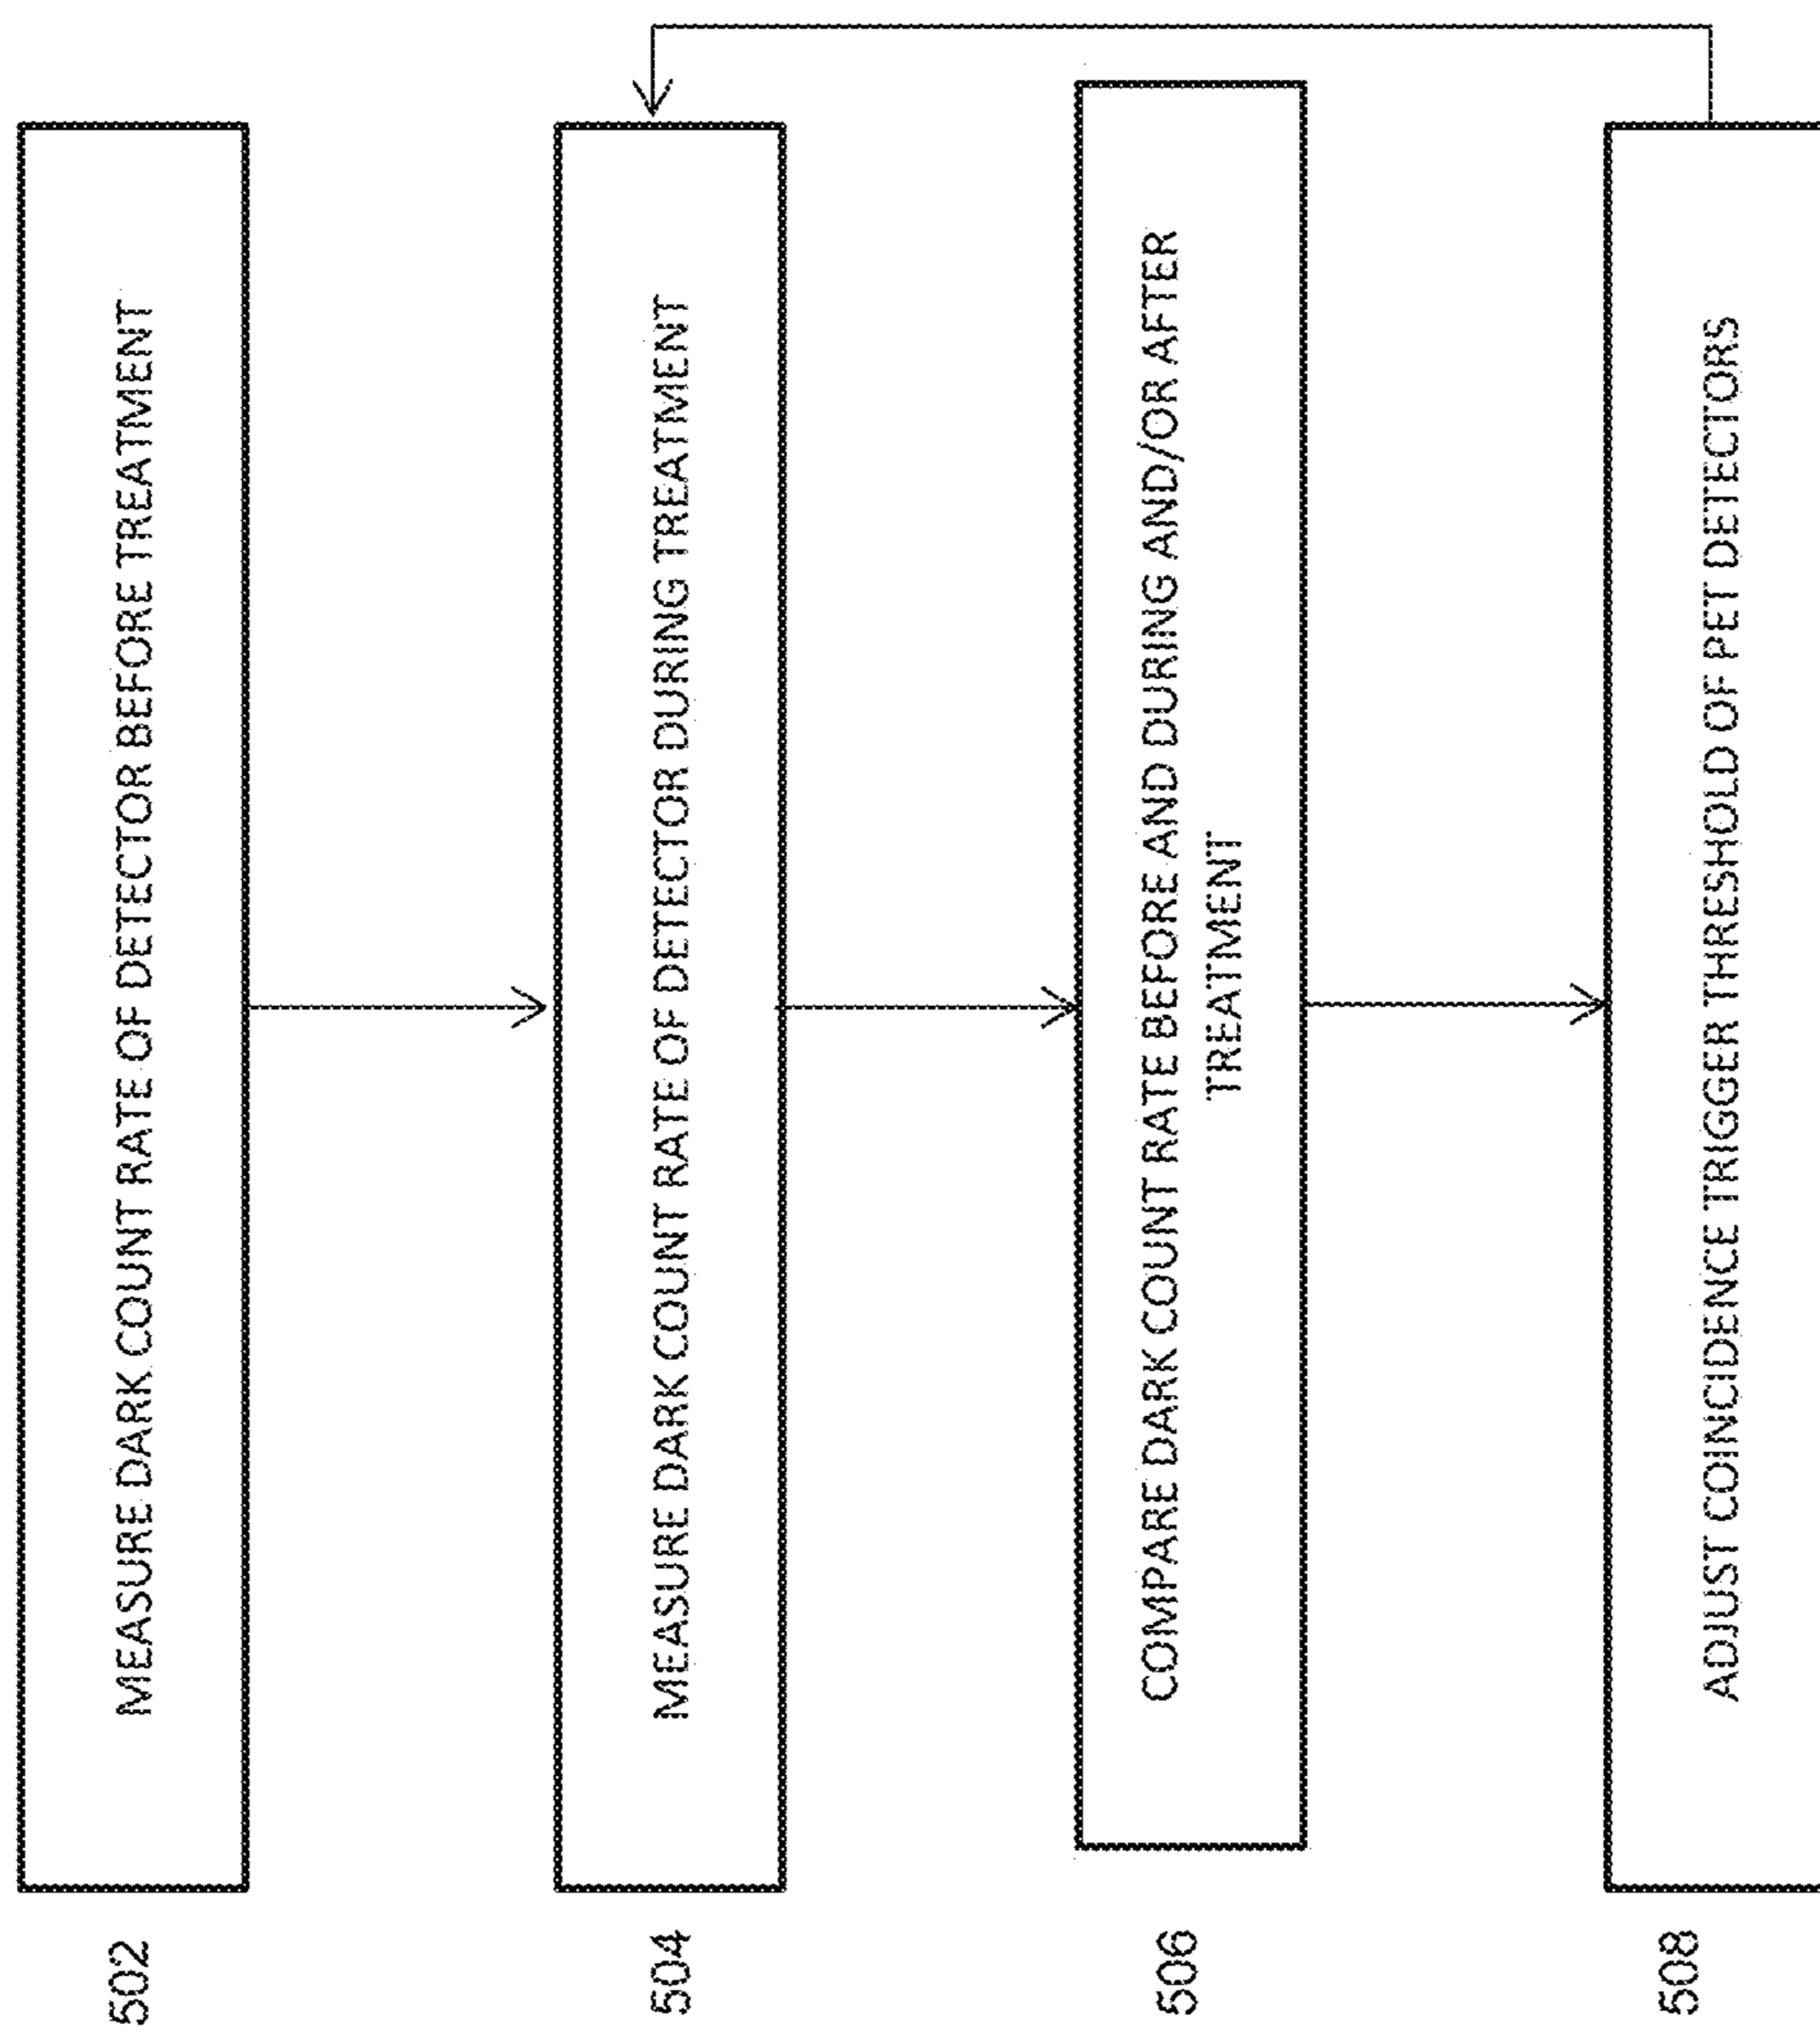 502
MEASURE DARK COUNT RATE OF DETECTOR BEFORE TREATMENT
504
MEASURE DARK COUNT RATE OF DETECTOR DURING TREATMENT
506
COMPARE DARK COUNT RATE BEFORE AND DURING AND/OR AFTER
TREATMENT
508
ADJUST COINCIDENCE TRIGGER THRESHOLD OF PET DETECTORS